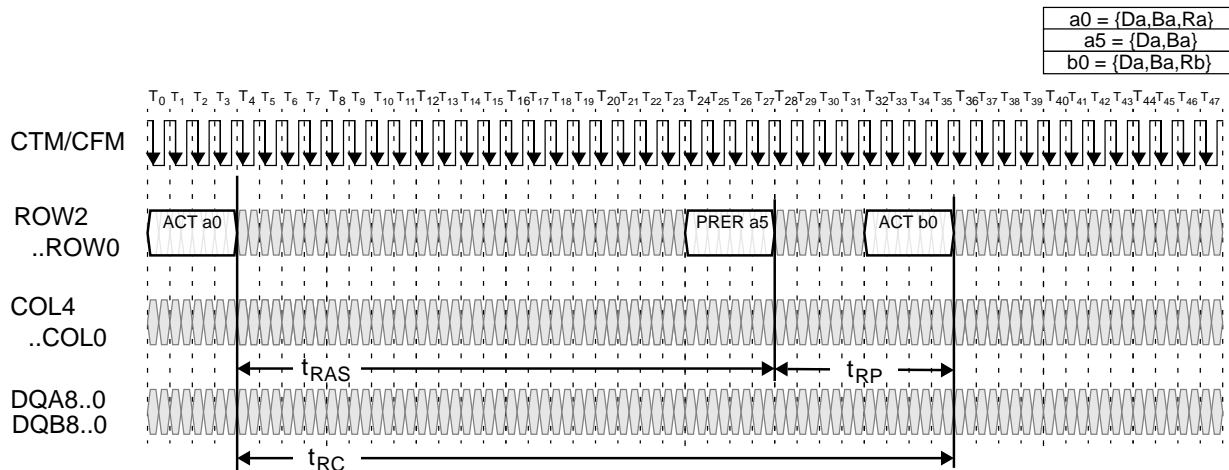 a0 = {Da,Ba,Ra}
a5 = {Da,Ba}
b0 = {Da,Ba,Rb}
T0 T1 T2 T3 T4 T5 T6 T7 T8 T9 T10 T11 T12 T13 T14 T15 T16 T17 T18 T19 T20 T21 T22 T23 T24 T25 T26 T27 T28 T29 T30 T31 T32 T33 T34 T35 T36 T37 T38 T39 T40 T41 T42 T43 T44 T45 T46 T47
CTM/CFM
ROW2
..ROW0
ACT a0
PRER a5
ACT b0
COL4
..COL0
tRAS
tRP
DQA8..0
DQB8..0
tRC